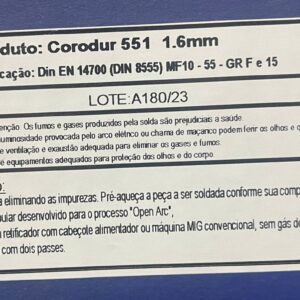 duto: Corodur 551 1.6mm
cação: Din EN 14700 (DIN 8555) MF10 - 55 - GR F e 15
LOTE:A180/23
enção. Os fumos e gases produzidos pela solda são prejudiciais a saúde.
uminosidade provocada pelo arco elétrico ou chama de maçarico podem ferir os olhos e q
e ventilação e exaustão adequada para eliminar os gases e fumos.
e equipamentos adequados para proteção dos olhos e do corpo
o:
a eliminando as impurezas. Pré-aqueça a peça a ser soldada conforme sua comp
bular desenvolvido para o processo "Open Arc",
retificador com cabeçole alimentador ou máquina MIG convencional, sem gás de
com dois passes.